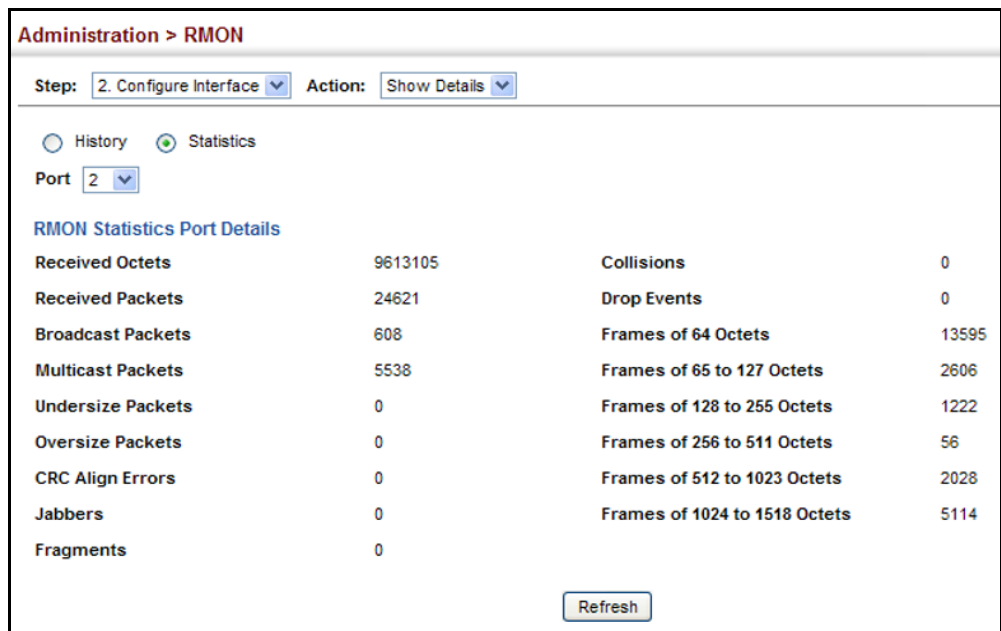 Administration > RMON
Step: 2. Configure Interface Action: Show Details
History Statistics
Port 2
RMON Statistics Port Details
Received Octets 9613105 Collisions 0
Received Packets 24621 Drop Events 0
Broadcast Packets 608 Frames of 64 Octets 13595
Multicast Packets 5538 Frames of 65 to 127 Octets 2606
Undersize Packets 0 Frames of 128 to 255 Octets 1222
Oversize Packets 0 Frames of 256 to 511 Octets 56
CRC Align Errors 0 Frames of 512 to 1023 Octets 2028
Jabbers 0 Frames of 1024 to 1518 Octets 5114
Fragments 0
Refresh